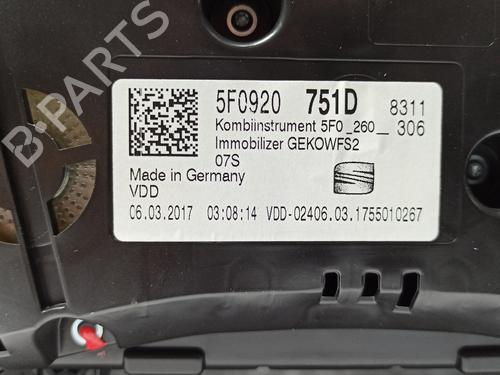 B-PARTS
5F0920 751D 8311
Kombiinstrument 5F0_260__ 306
Immobilizer GEKOWFS2
07S
Made in Germany
VDD
06.03.2017 03:08:14 VDD-02406.03.1755010267